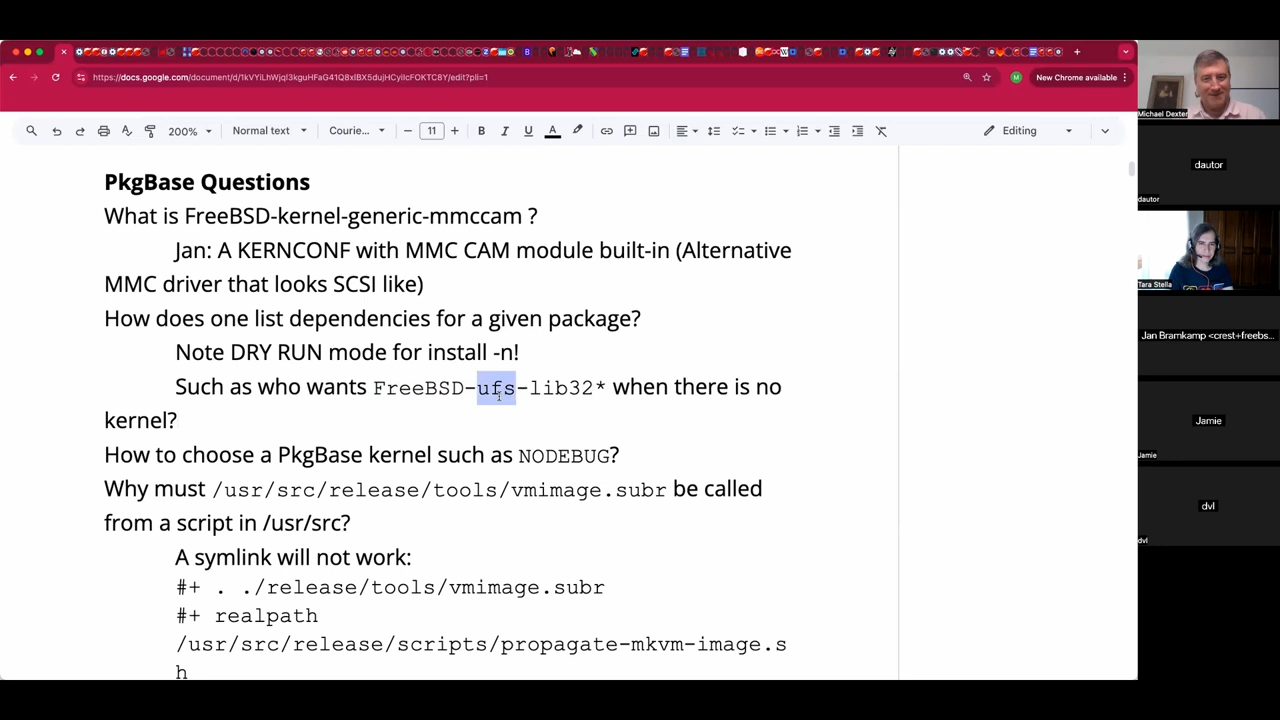 https://docs.google.com/document/d/1kVYiLhWjqI3kguHFaG41Q8xlBX5dujHCyiIcFOKTC8Y/edit?pli=1
M
New Chrome available
200%
Normal text
Courie...
11
B
I
U
A
Editing
PkgBase Questions
What is FreeBSD-kernel-generic-mmccam ?
Jan: A KERNCONF with MMC CAM module built-in (Alternative
MMC driver that looks SCSI like)
How does one list dependencies for a given package?
Note DRY RUN mode for install -n!
Such as who wants FreeBSD-ufs-lib32* when there is no
kernel?
How to choose a PkgBase kernel such as NODEBUG?
Why must /usr/src/release/tools/vmimage.subr be called
from a script in /usr/src?
A symlink will not work:
#+ . ./release/tools/vmimage.subr
#+ realpath
/usr/src/release/scripts/propagate-mkvm-image.s
h
Michael Dexter
dautor
dautor
Tara Stella
Jan Bramkamp <crest+freebs...
Jamie
Jamie
dvl
dvl